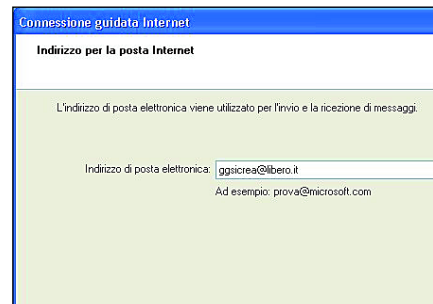 Connessione guidata Internet
Indirizzo per la posta Internet
L'indirizzo di posta elettronica viene utilizzato per l'invio e la ricezione di messaggi.
Indirizzo di posta elettronica: ggsicrea@libero.it
Ad esempio: prova@microsoft.com